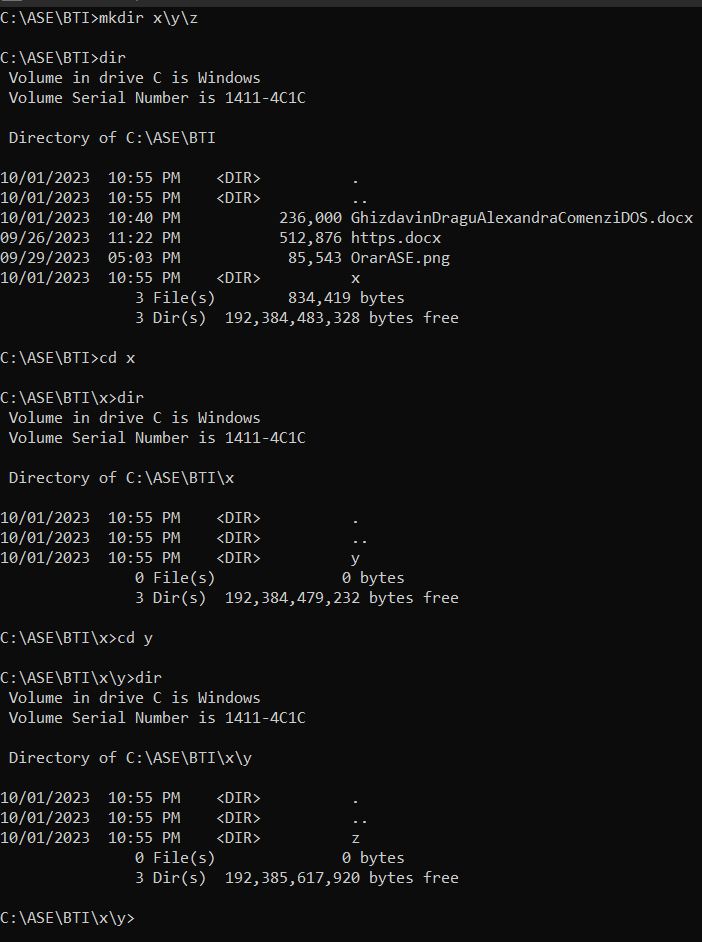 C:\ASE\BTI>mkdir x\y\z
C:\ASE\BTI>dir
Volume in drive C is Windows
Volume Serial Number is 1411-4C1C
Directory of C:\ASE\BTI
10/01/2023  10:55 PM    <DIR>          .
10/01/2023  10:55 PM    <DIR>          ..
10/01/2023  10:40 PM           236,000 GhizdavinDraguAlexandraComenziDOS.docx
09/26/2023  11:22 PM           512,876 https.docx
09/29/2023  05:03 PM            85,543 OrarASE.png
10/01/2023  10:55 PM    <DIR>          x
               3 File(s)        834,419 bytes
               3 Dir(s)  192,384,483,328 bytes free
C:\ASE\BTI>cd x
C:\ASE\BTI\x>dir
Volume in drive C is Windows
Volume Serial Number is 1411-4C1C
Directory of C:\ASE\BTI\x
10/01/2023  10:55 PM    <DIR>          .
10/01/2023  10:55 PM    <DIR>          ..
10/01/2023  10:55 PM    <DIR>          y
               0 File(s)              0 bytes
               3 Dir(s)  192,384,479,232 bytes free
C:\ASE\BTI\x>cd y
C:\ASE\BTI\x\y>dir
Volume in drive C is Windows
Volume Serial Number is 1411-4C1C
Directory of C:\ASE\BTI\x\y
10/01/2023  10:55 PM    <DIR>          .
10/01/2023  10:55 PM    <DIR>          ..
10/01/2023  10:55 PM    <DIR>          z
               0 File(s)              0 bytes
               3 Dir(s)  192,385,617,920 bytes free
C:\ASE\BTI\x\y>